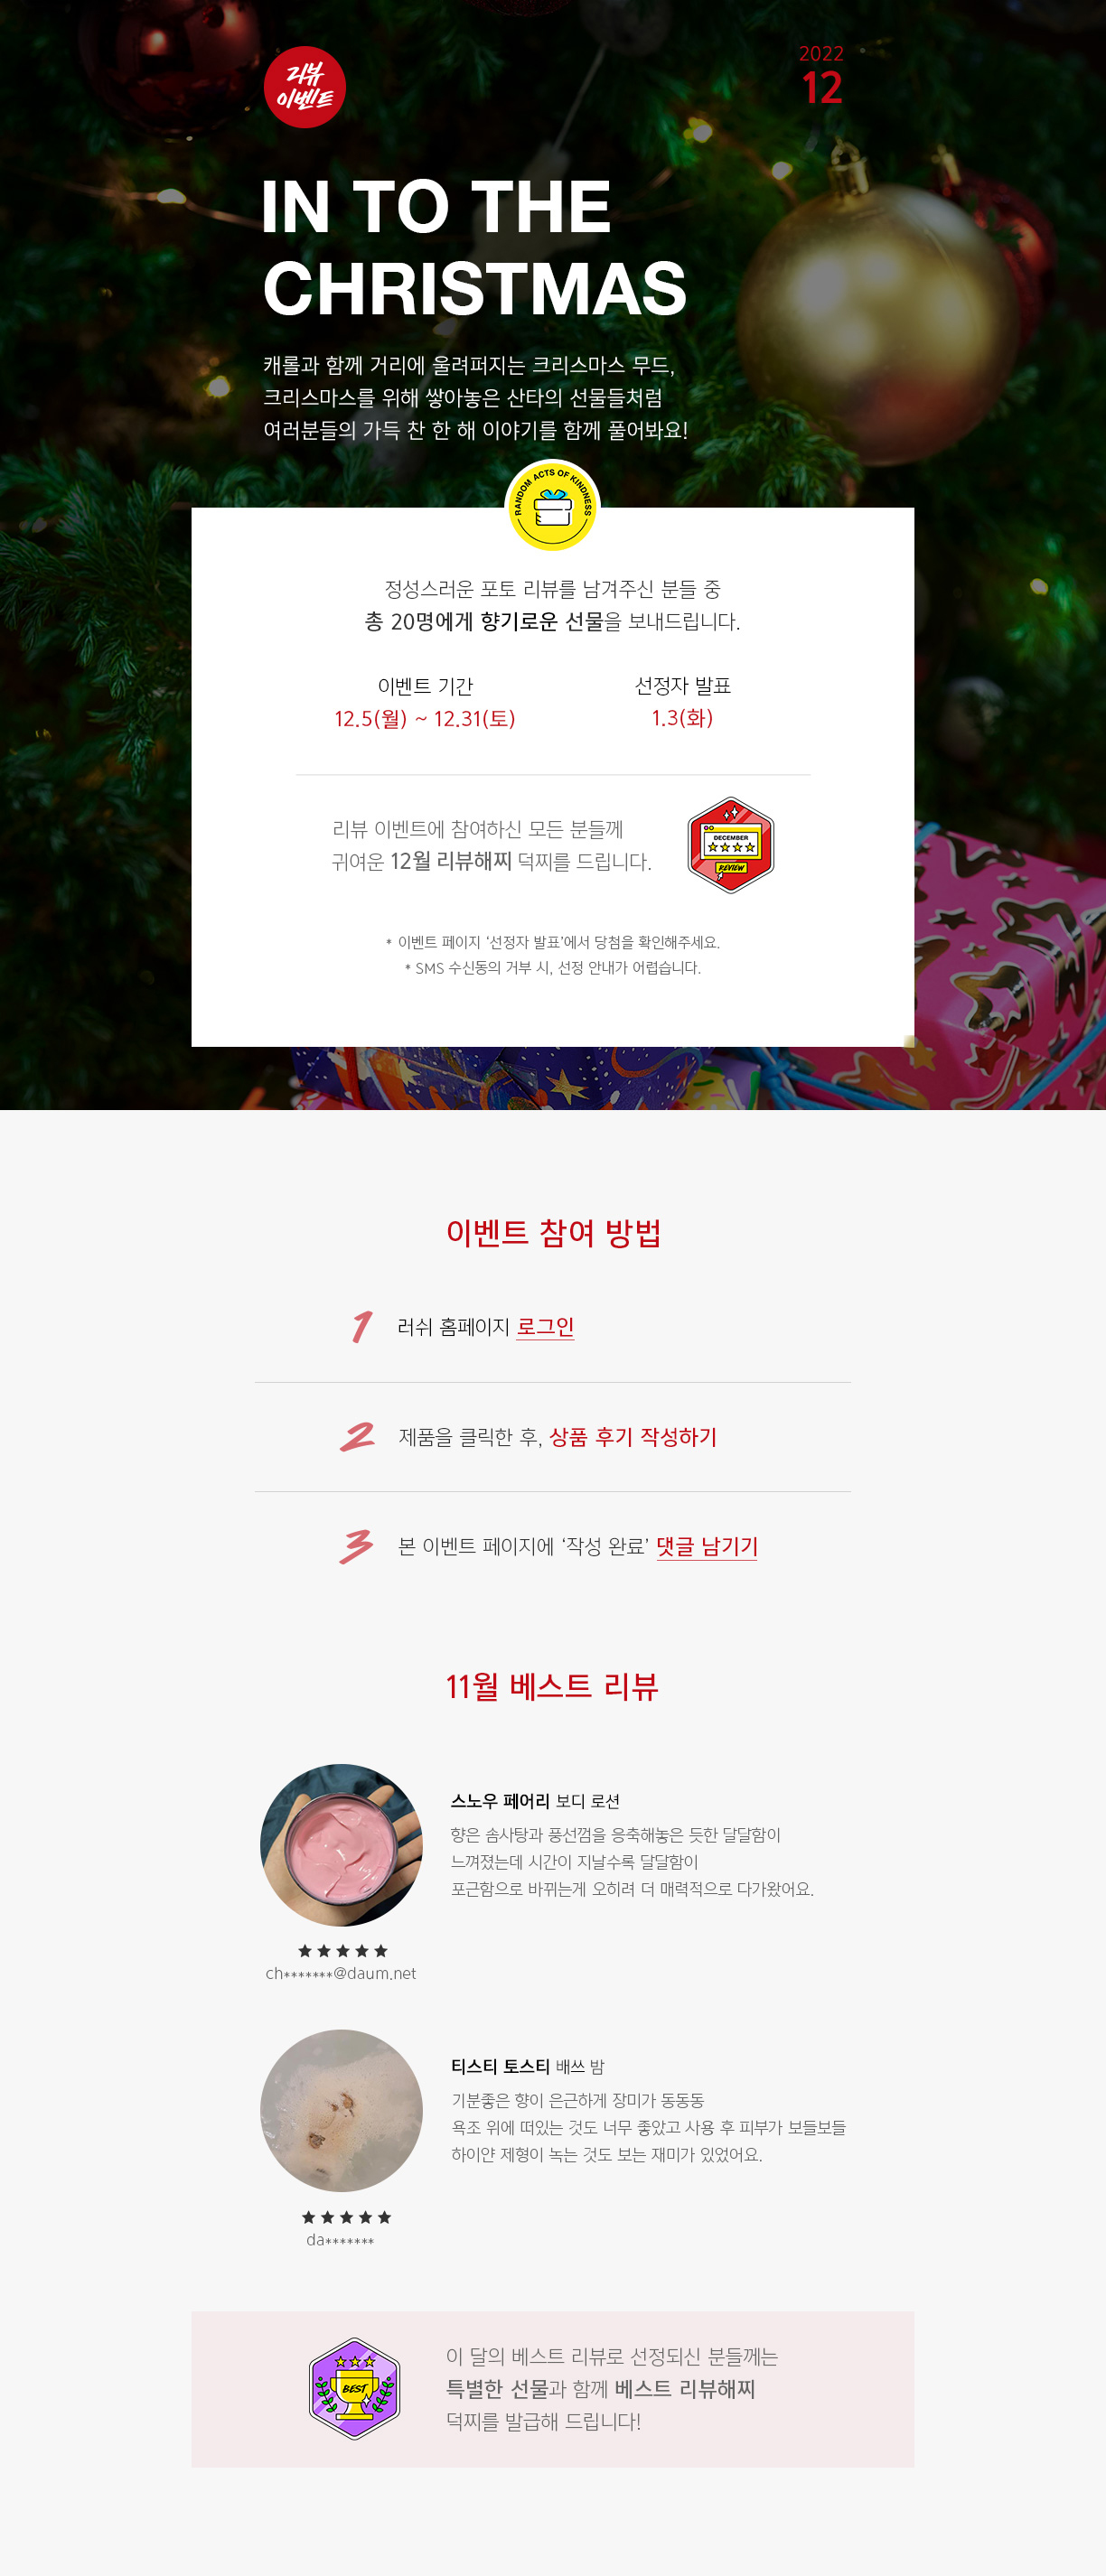 리뷰
이벤트
2022
12
IN TO THE
CHRISTMAS
캐롤과 함께 거리에 울려퍼지는 크리스마스 무드,
크리스마스를 위해 쌓아놓은 산타의 선물들처럼
여러분들의 가득 찬 한 해 이야기를 함께 풀어봐요!
RANDOM ACTS OF KINDNESS
정성스러운 포토 리뷰를 남겨주신 분들 중
총 20명에게 향기로운 선물을 보내드립니다.
이벤트 기간
12.5(월) ~ 12.31(토)
선정자 발표
1.3(화)
리뷰 이벤트에 참여하신 모든 분들께
귀여운 12월 리뷰해찌 덕찌를 드립니다.
DECEMBER
REVIEW
* 이벤트 페이지 ‘선정자 발표’에서 당첨을 확인해주세요.
* SMS 수신동의 거부 시, 선정 안내가 어렵습니다.
이벤트 참여 방법
1 러쉬 홈페이지 로그인
2 제품을 클릭한 후, 상품 후기 작성하기
3 본 이벤트 페이지에 ‘작성 완료’ 댓글 남기기
11월 베스트 리뷰
스노우 페어리 보디 로션
향은 솜사탕과 풍선껌을 응축해놓은 듯한 달달함이
느껴졌는데 시간이 지날수록 달달함이
포근함으로 바뀌는게 오히려 더 매력적으로 다가왔어요.
★★★★★
ch*******@daum.net
티스티 토스티 배쓰 밤
기분좋은 향이 은근하게 장미가 동동동
욕조 위에 떠있는 것도 너무 좋았고 사용 후 피부가 보들보들
하이얀 제형이 녹는 것도 보는 재미가 있었어요.
★★★★★
da*******
BEST
이 달의 베스트 리뷰로 선정되신 분들께는
특별한 선물과 함께 베스트 리뷰해찌
덕찌를 발급해 드립니다!